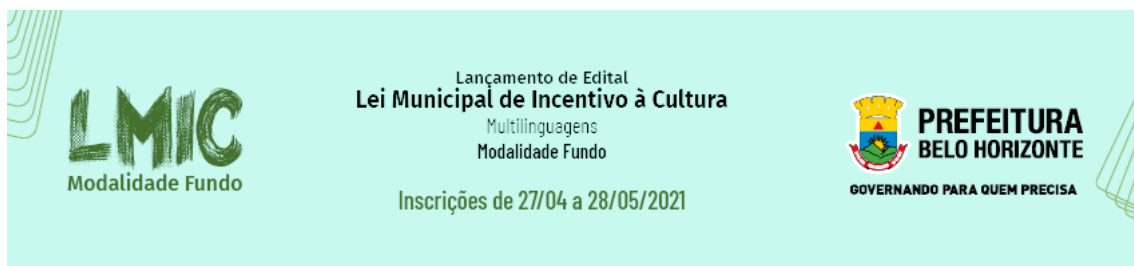 LMIC
Modalidade Fundo
Lançamento de Edital
Lei Municipal de Incentivo à Cultura
Multilinguagens
Modalidade Fundo
Inscrições de 27/04 a 28/05/2021
PREFEITURA
BELO HORIZONTE
GOVERNANDO PARA QUEM PRECISA